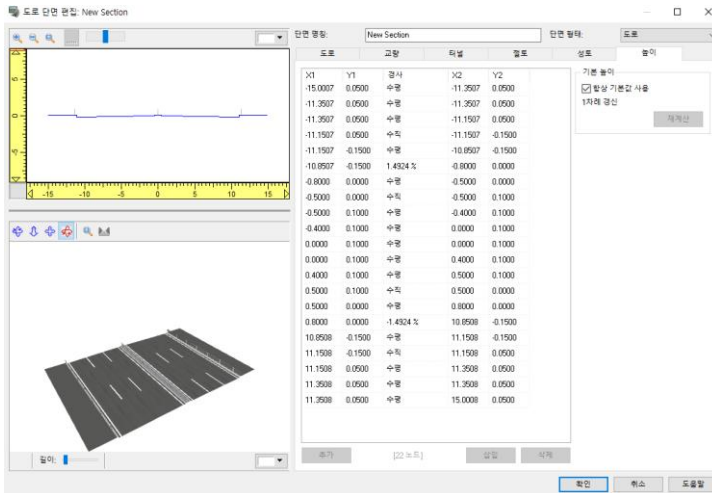 도로 단면 편집: New Section
단면 명칭: New Section 단면 형태: 도로
도로 교량 터널 절토 성토 높이
X1 Y1 경사 X2 Y2
-15.0007 0.0500 수평 -11.3507 0.0500
-11.3507 0.0500 수평 -11.3507 0.0500
-11.3507 0.0500 수평 -11.1507 0.0500
-11.1507 0.0500 수직 -11.1507 -0.1500
-11.1507 -0.1500 수평 -10.8507 -0.1500
-10.8507 -0.1500 1.4924 % -0.8000 0.0000
-0.8000 0.0000 수평 -0.5000 0.0000
-0.5000 0.0000 수직 -0.5000 0.1000
-0.5000 0.1000 수평 -0.4000 0.1000
-0.4000 0.1000 수평 0.0000 0.1000
0.0000 0.1000 수평 0.0000 0.1000
0.0000 0.1000 수평 0.4000 0.1000
0.4000 0.1000 수평 0.5000 0.1000
0.5000 0.1000 수직 0.5000 0.0000
0.5000 0.0000 수평 0.8000 0.0000
0.8000 0.0000 -1.4924 % 10.8508 -0.1500
10.8508 -0.1500 수평 11.1508 -0.1500
11.1508 -0.1500 수직 11.1508 0.0500
11.1508 0.0500 수평 11.3508 0.0500
11.3508 0.0500 수평 11.3508 0.0500
11.3508 0.0500 수평 15.0008 0.0500
추가 [22 노드] 삽입 삭제
기본 높이
항상 기본값 사용
1차례 갱신
재계산
5
0
-5
-15 -10 -5 0 5 10 15
길이:
확인 취소 도움말